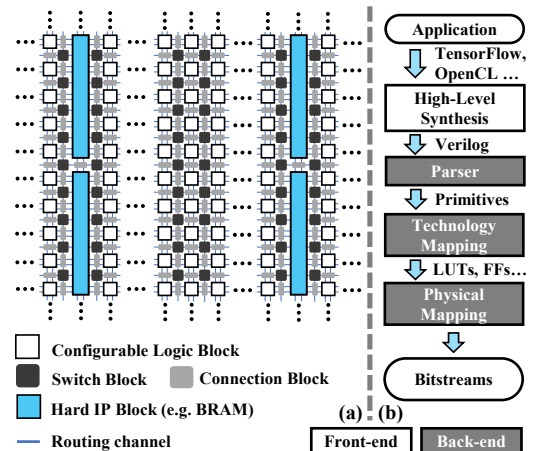 Configurable Logic Block
Switch Block
Connection Block
Hard IP Block (e.g. BRAM)
Routing channel
(a)
(b)
Application
TensorFlow,
OpenCL ...
High-Level
Synthesis
Verilog
Parser
Primitives
Technology
Mapping
LUTs, FFs...
Physical
Mapping
Bitstreams
Front-end
Back-end